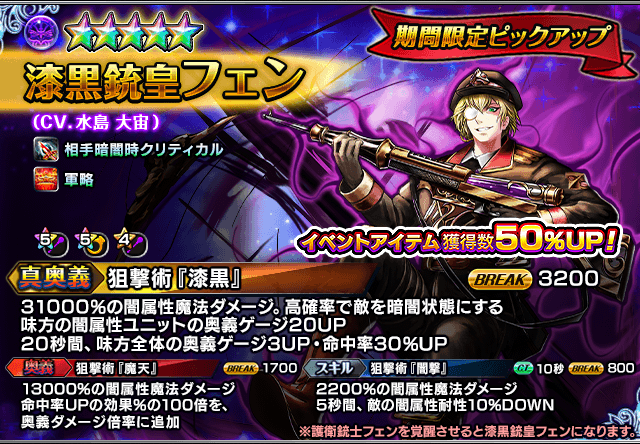 期間限定ピックアップ
漆黒銃皇フェン
(CV.水島 大宙)
相手暗闇時クリティカル
軍略
5 5 4
イベントアイテム獲得数50%UP!
真奥義 狙撃術『漆黒』 BREAK 3200
31000%の闇属性魔法ダメージ。高確率で敵を暗闇状態にする
味方の闇属性ユニットの奥義ゲージ20UP
20秒間、味方全体の奥義ゲージ3UP・命中率30%UP
奥義 狙撃術『魔天』 BREAK 1700
13000%の闇属性魔法ダメージ
命中率UPの効果%の100倍を、
奥義ダメージ倍率に追加
スキル 狙撃術『闇撃』 CT 10秒 BREAK 800
2200%の闇属性魔法ダメージ
5秒間、敵の闇属性耐性10%DOWN
※護衛銃士フェンを覚醒させると漆黒銃皇フェンになります。